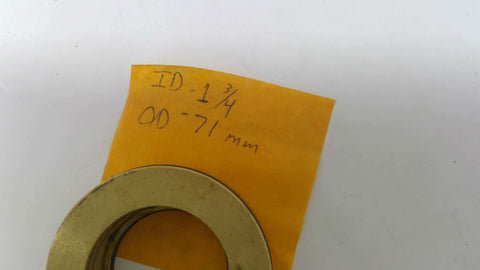 ID - 1 3/4
OD - 71 mm